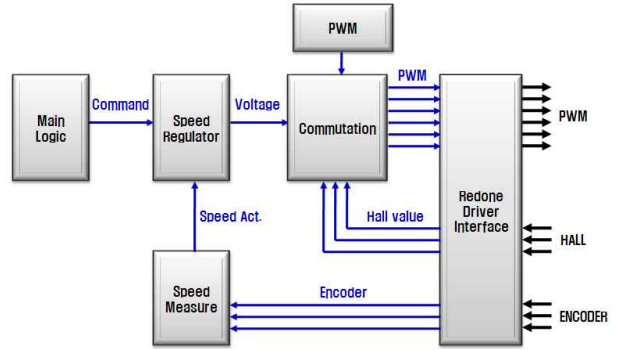 PWM
Main
Logic
Command
Speed
Regulator
Voltage
Commutation
PWM
Redone
Driver
Interface
PWM
Speed Act.
Hall value
HALL
Speed
Measure
Encoder
ENCODER